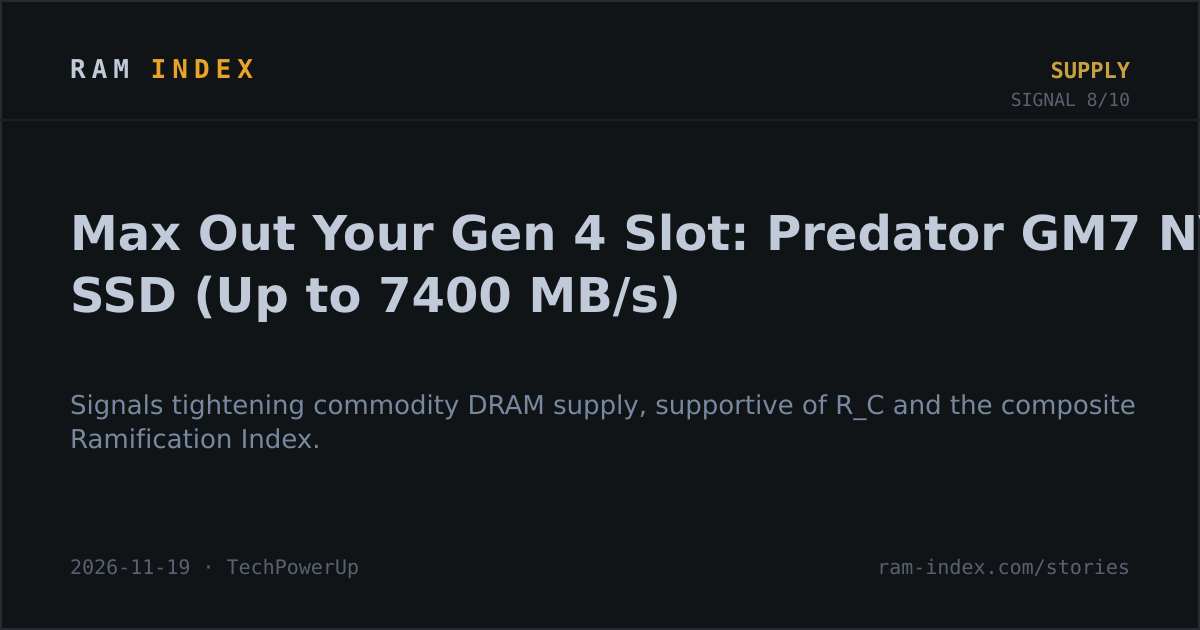 RAM INDEX
SUPPLY
SIGNAL 8/10
Max Out Your Gen 4 Slot: Predator GM7
SSD (Up to 7400 MB/s)
Signals tightening commodity DRAM supply, supportive of R_C and the composite
Ramification Index.
2026-11-19 · TechPowerUp
ram-index.com/stories